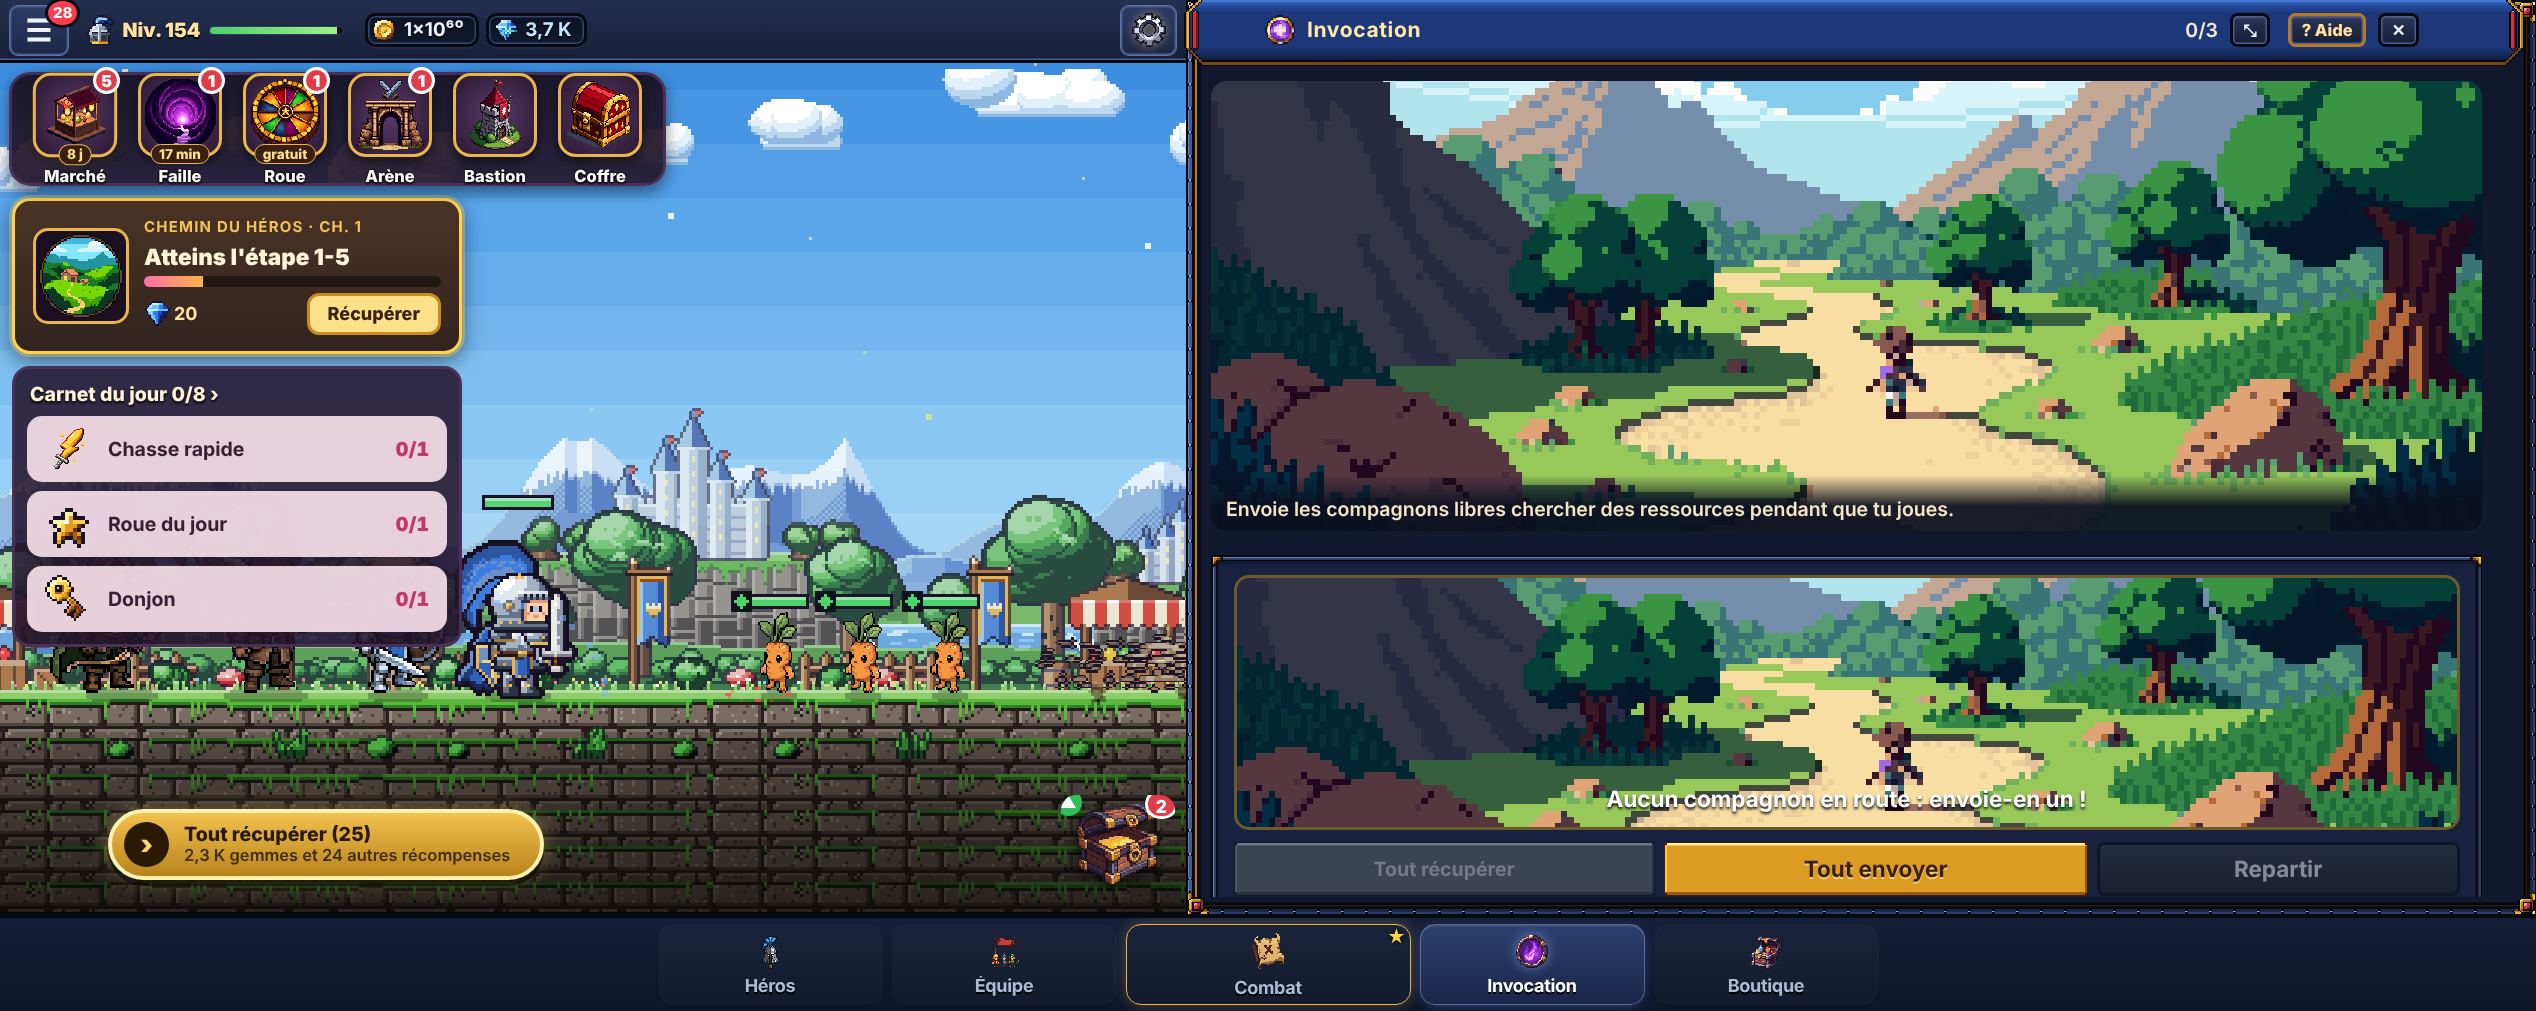 28
Niv. 154
1×10⁶⁰
3,7 K
Invocation
0/3
? Aide
5
1
1
1
8 j
17 min
gratuit
Marché
Faille
Roue
Arène
Bastion
Coffre
CHEMIN DU HÉROS · CH. 1
Atteins l'étape 1-5
20
Récupérer
Carnet du jour 0/8 ›
Chasse rapide 0/1
Roue du jour 0/1
Donjon 0/1
Tout récupérer (25)
2,3 K gemmes et 24 autres récompenses
2
Envoie les compagnons libres chercher des ressources pendant que tu joues.
Aucun compagnon en route : envoie-en un !
Tout récupérer
Tout envoyer
Repartir
Héros
Équipe
Combat
Invocation
Boutique